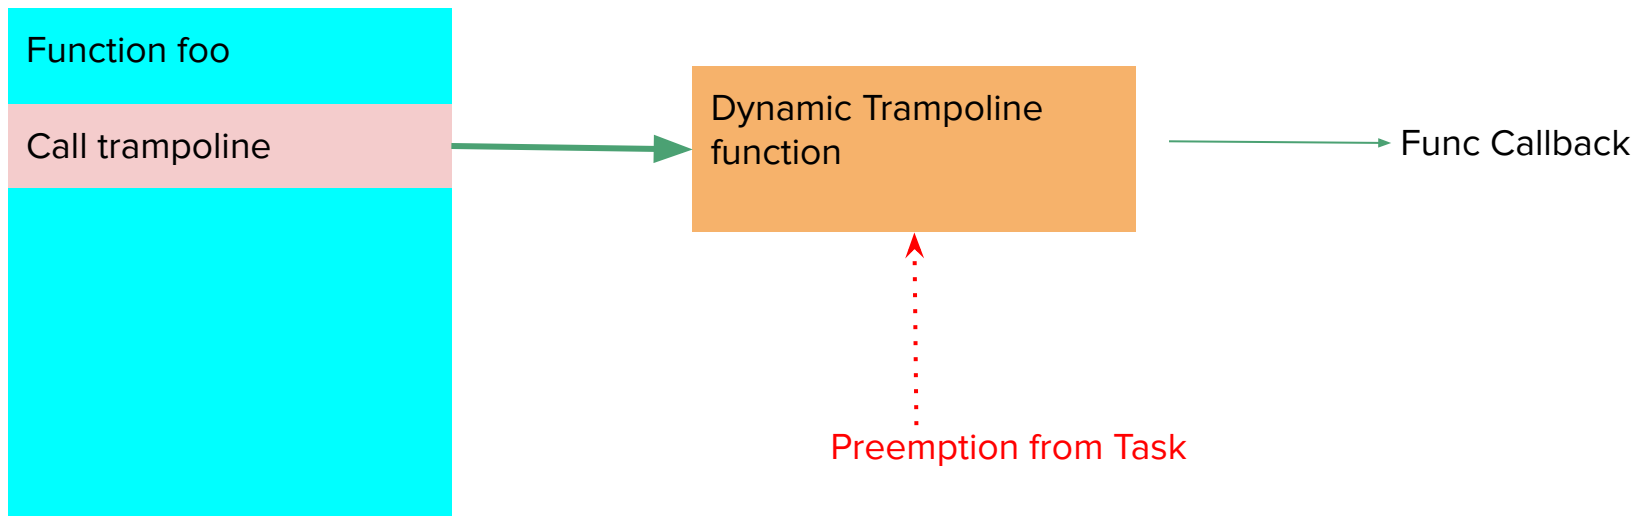 Function foo
Call trampoline
Dynamic Trampoline
function
Func Callback
Preemption from Task